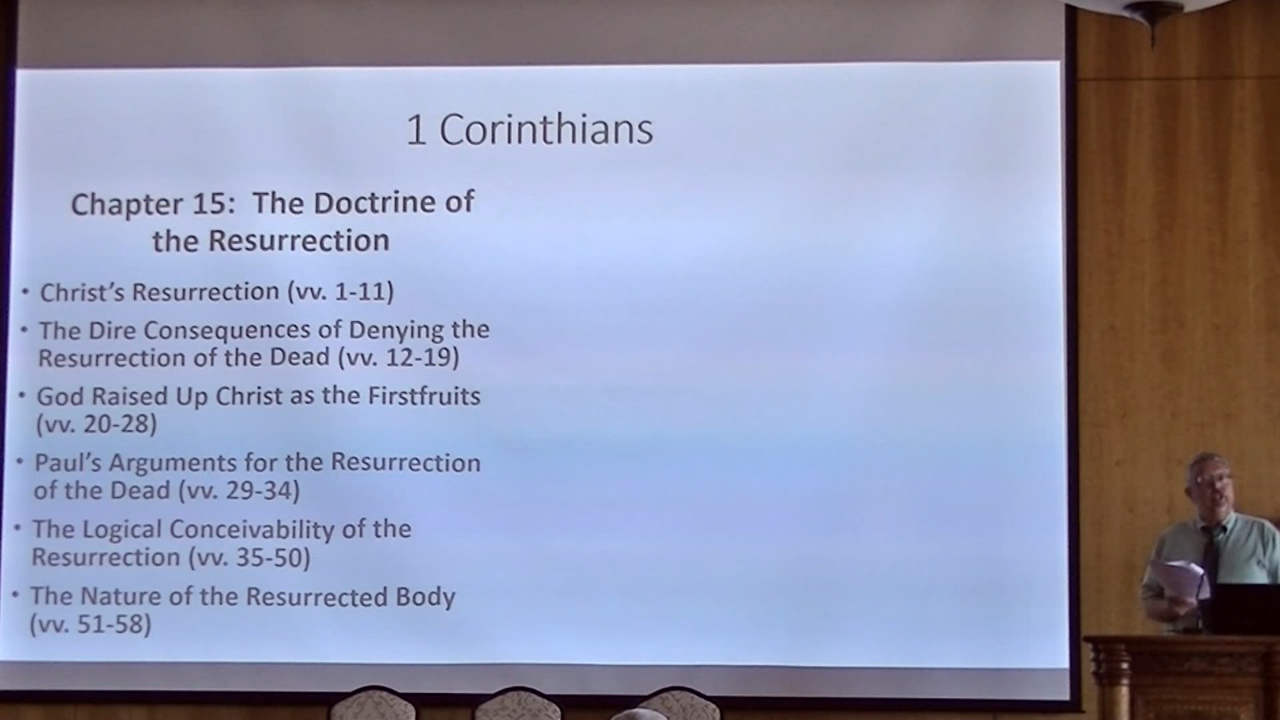 1 Corinthians
Chapter 15: The Doctrine of
the Resurrection
• Christ's Resurrection (vv. 1-11)
• The Dire Consequences of Denying the
Resurrection of the Dead (vv. 12-19)
• God Raised Up Christ as the Firstfruits
(vv. 20-28)
• Paul's Arguments for the Resurrection
of the Dead (vv. 29-34)
• The Logical Conceivability of the
Resurrection (vv. 35-50)
• The Nature of the Resurrected Body
(vv. 51-58)